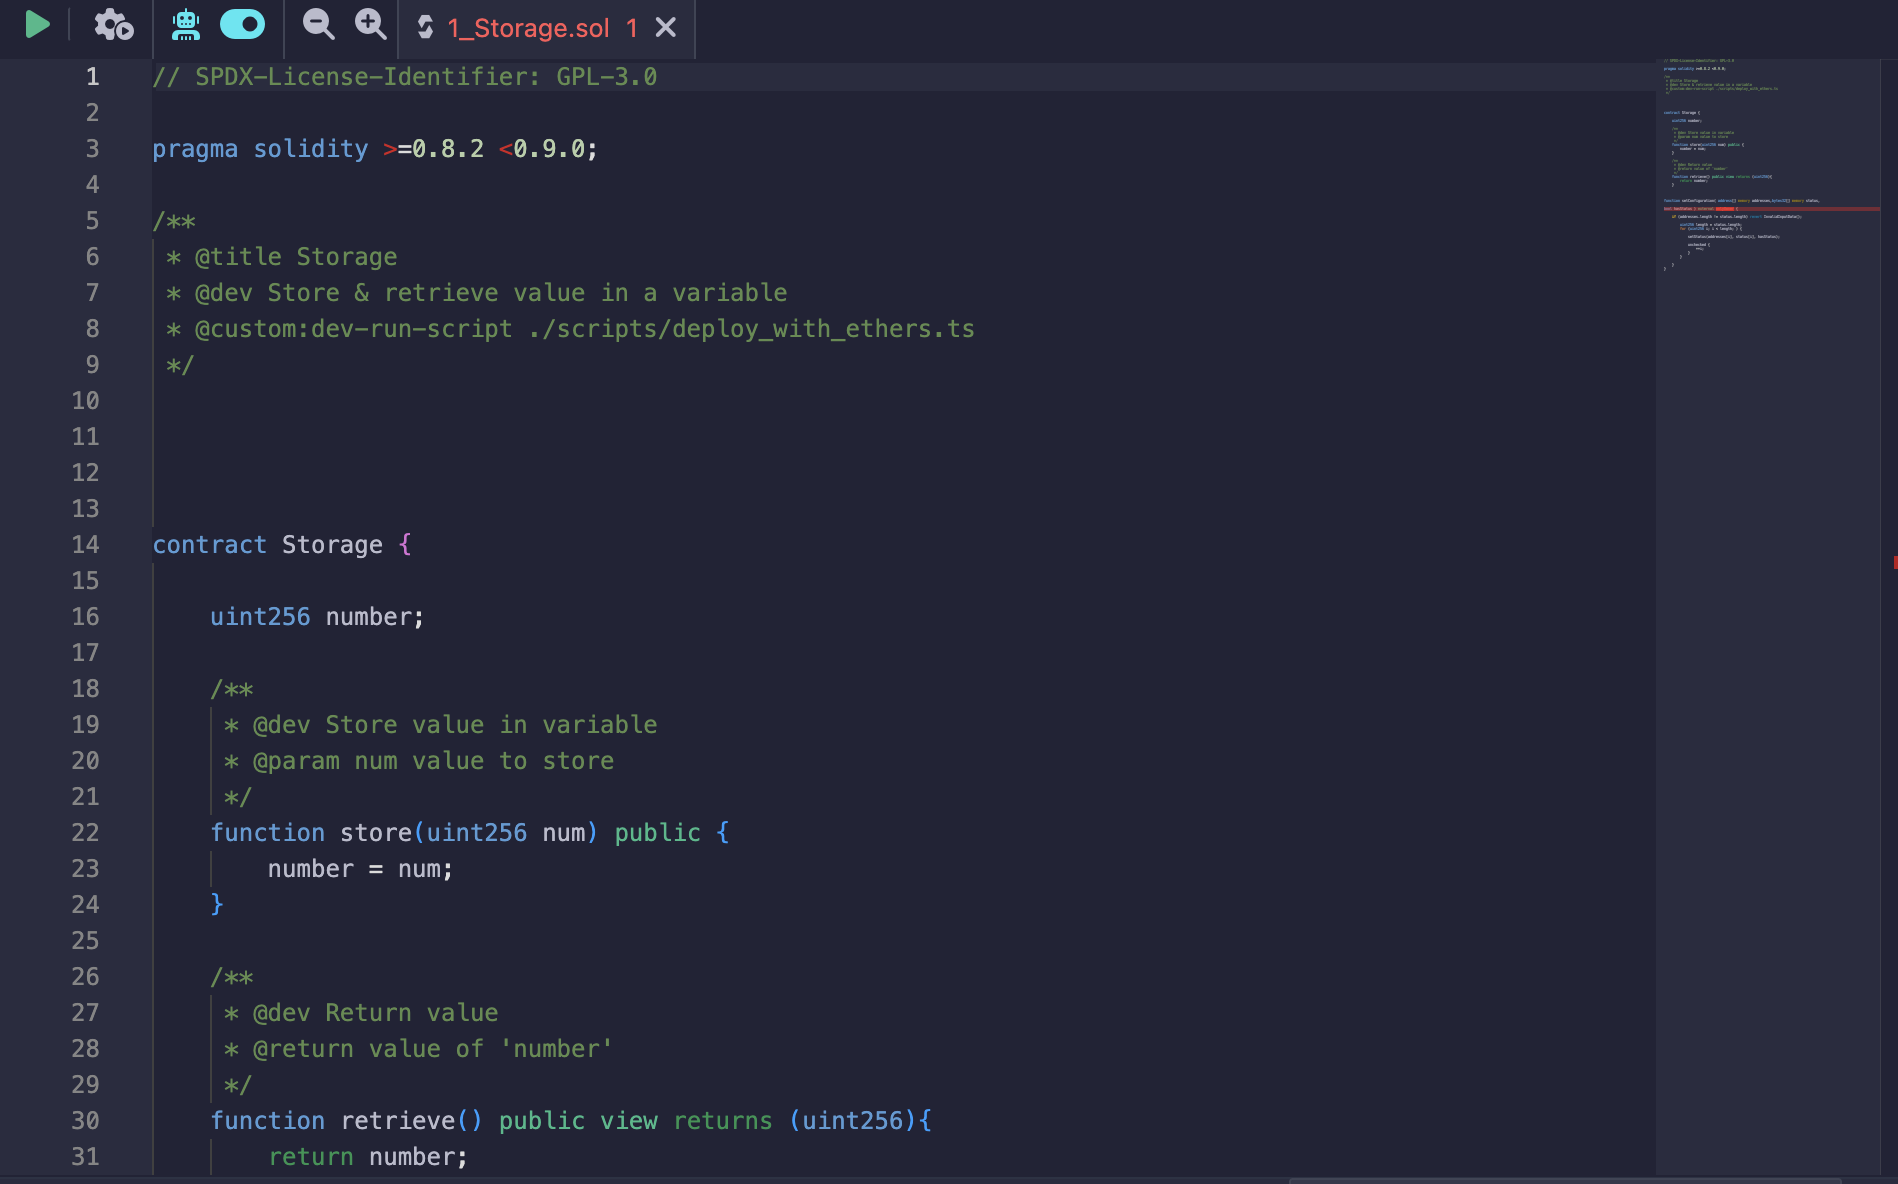 1_Storage.sol 1
1 // SPDX-License-Identifier: GPL-3.0
2
3 pragma solidity >=0.8.2 <0.9.0;
4
5 /**
6  * @title Storage
7  * @dev Store & retrieve value in a variable
8  * @custom:dev-run-script ./scripts/deploy_with_ethers.ts
9  */
10
11
12
13
14 contract Storage {
15
16     uint256 number;
17
18     /**
19      * @dev Store value in variable
20      * @param num value to store
21      */
22     function store(uint256 num) public {
23         number = num;
24     }
25
26     /**
27      * @dev Return value
28      * @return value of 'number'
29      */
30     function retrieve() public view returns (uint256){
31         return number;